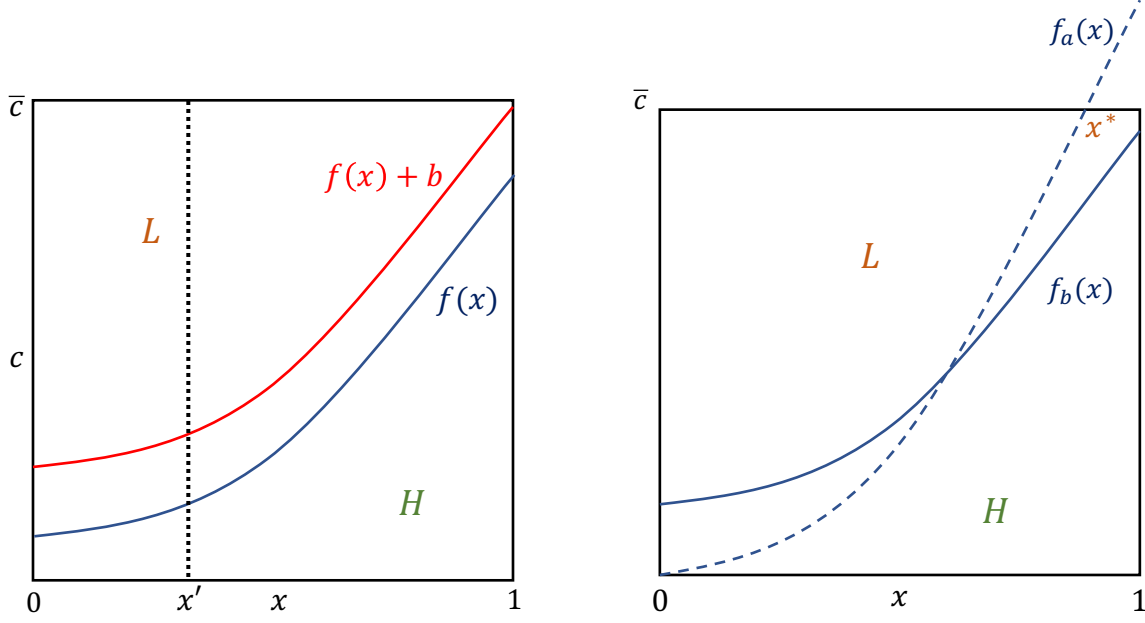 c̅
f(x) + b
L
f(x)
c
H
0
x′
x
1
f_a(x)
c̅
x*
L
f_b(x)
H
0
x
1